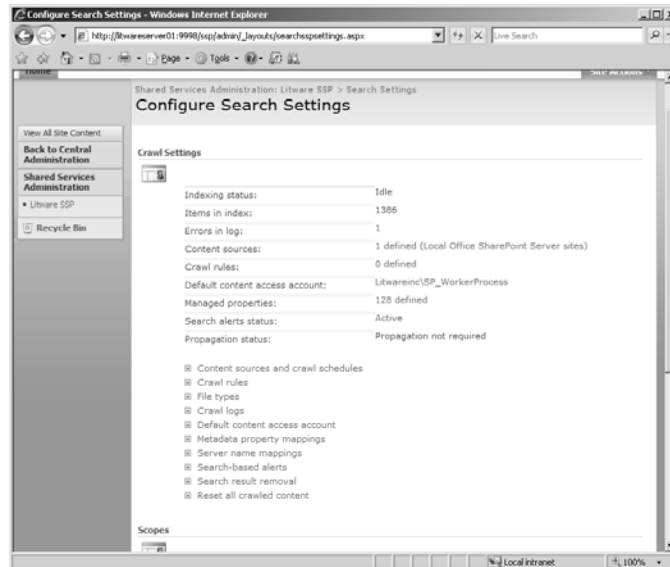 Configure Search Settings - Windows Internet Explorer
http://litwareserver01:9998/ssp/admin/_layouts/searchsspsettings.aspx
Live Search
Page
Tools
Home
Site Actions
Shared Services Administration: Litware SSP > Search Settings
Configure Search Settings
View All Site Content
Back to Central
Administration
Shared Services
Administration
Litware SSP
Recycle Bin
Crawl Settings
Indexing status: Idle
Items in index: 1386
Errors in log: 1
Content sources: 1 defined (Local Office SharePoint Server sites)
Crawl rules: 0 defined
Default content access account: Litwareinc\SP_WorkerProcess
Managed properties: 128 defined
Search alerts status: Active
Propagation status: Propagation not required
Content sources and crawl schedules
Crawl rules
File types
Crawl logs
Default content access account
Metadata property mappings
Server name mappings
Search-based alerts
Search result removal
Reset all crawled content
Scopes
Local intranet
100%